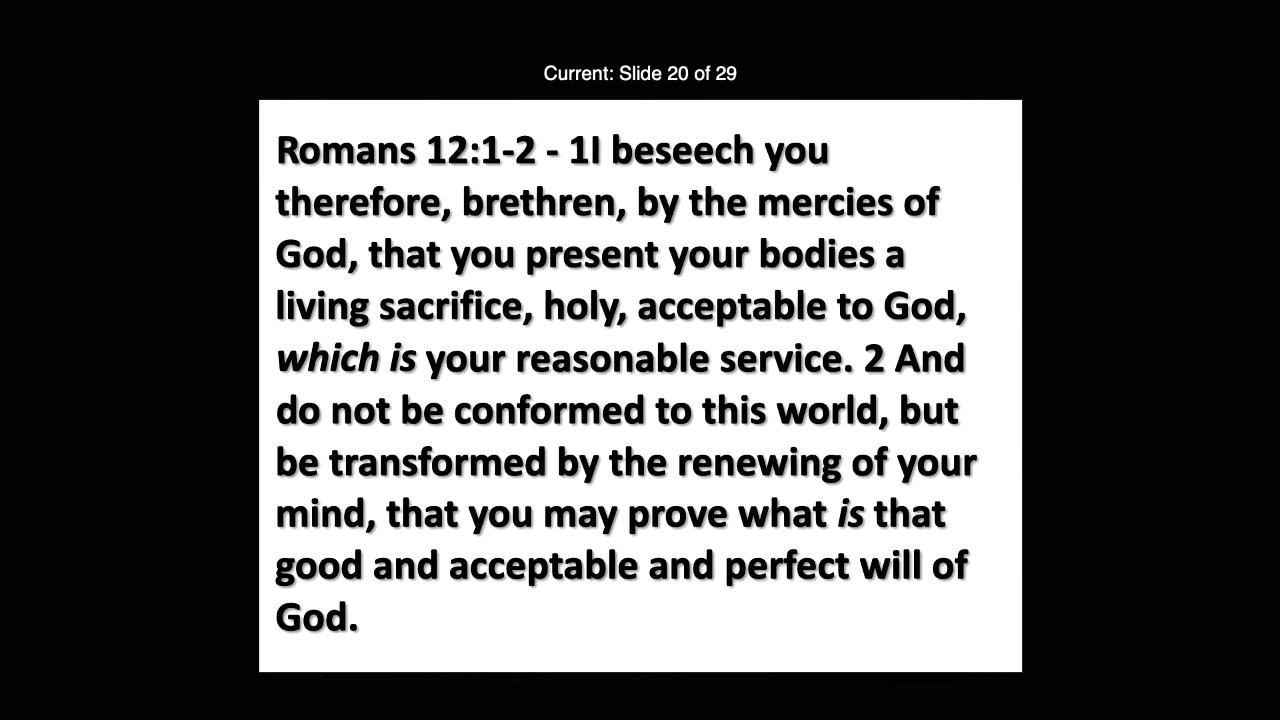 Current: Slide 20 of 29
Romans 12:1-2 - 1I beseech you
therefore, brethren, by the mercies of
God, that you present your bodies a
living sacrifice, holy, acceptable to God,
which is your reasonable service. 2 And
do not be conformed to this world, but
be transformed by the renewing of your
mind, that you may prove what is that
good and acceptable and perfect will of
God.